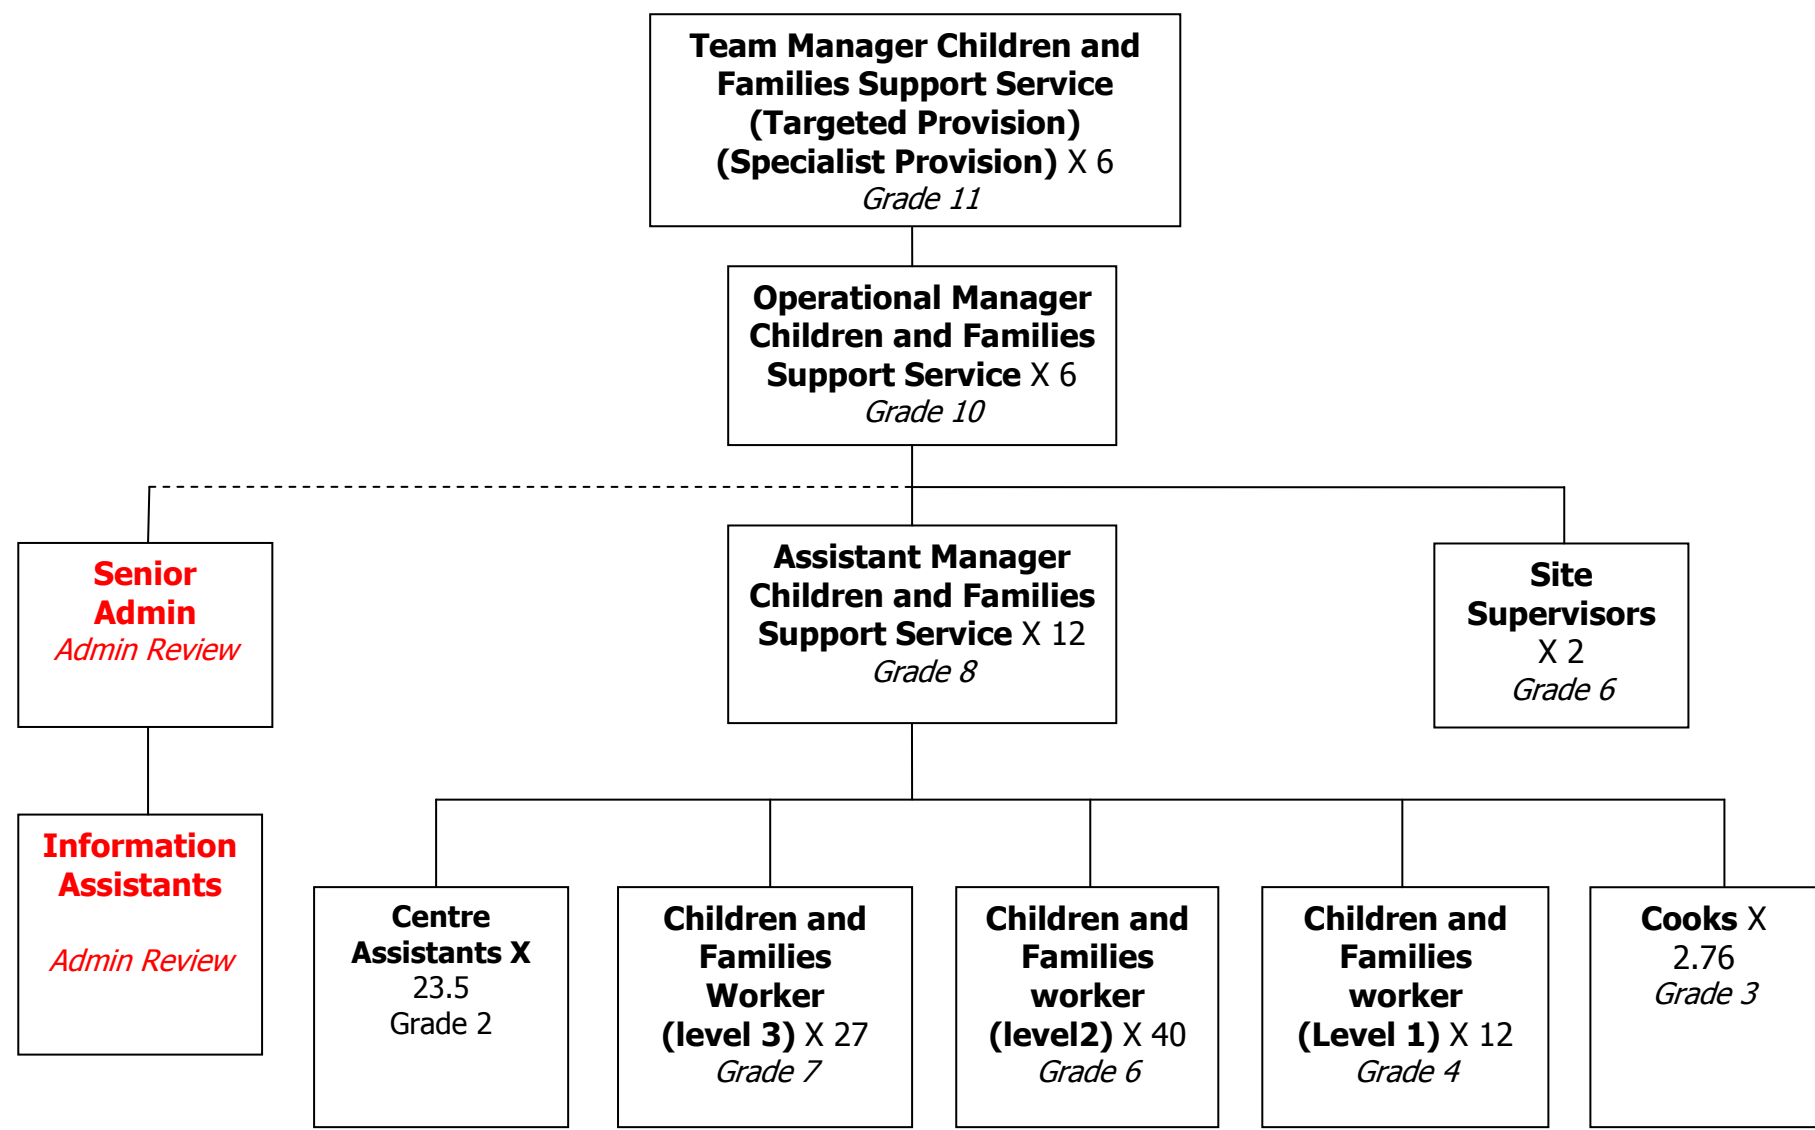 Team Manager Children and
Families Support Service
(Targeted Provision)
(Specialist Provision) X 6
Grade 11
Operational Manager
Children and Families
Support Service X 6
Grade 10
Senior
Admin
Admin Review
Assistant Manager
Children and Families
Support Service X 12
Grade 8
Site
Supervisors
X 2
Grade 6
Information
Assistants
Admin Review
Centre
Assistants X
23.5
Grade 2
Children and
Families
Worker
(level 3) X 27
Grade 7
Children and
Families
worker
(level2) X 40
Grade 6
Children and
Families
worker
(Level 1) X 12
Grade 4
Cooks X
2.76
Grade 3